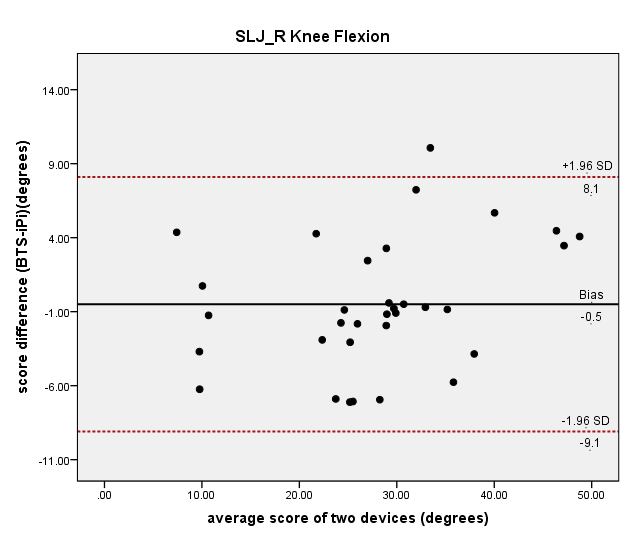 SLJ_R Knee Flexion
score difference (BTS-iPi)(degrees)
14.00
9.00
4.00
-1.00
-6.00
-11.00
+1.96 SD
8.1
Bias
-0.5
-1.96 SD
-9.1
.00
10.00
20.00
30.00
40.00
50.00
average score of two devices (degrees)